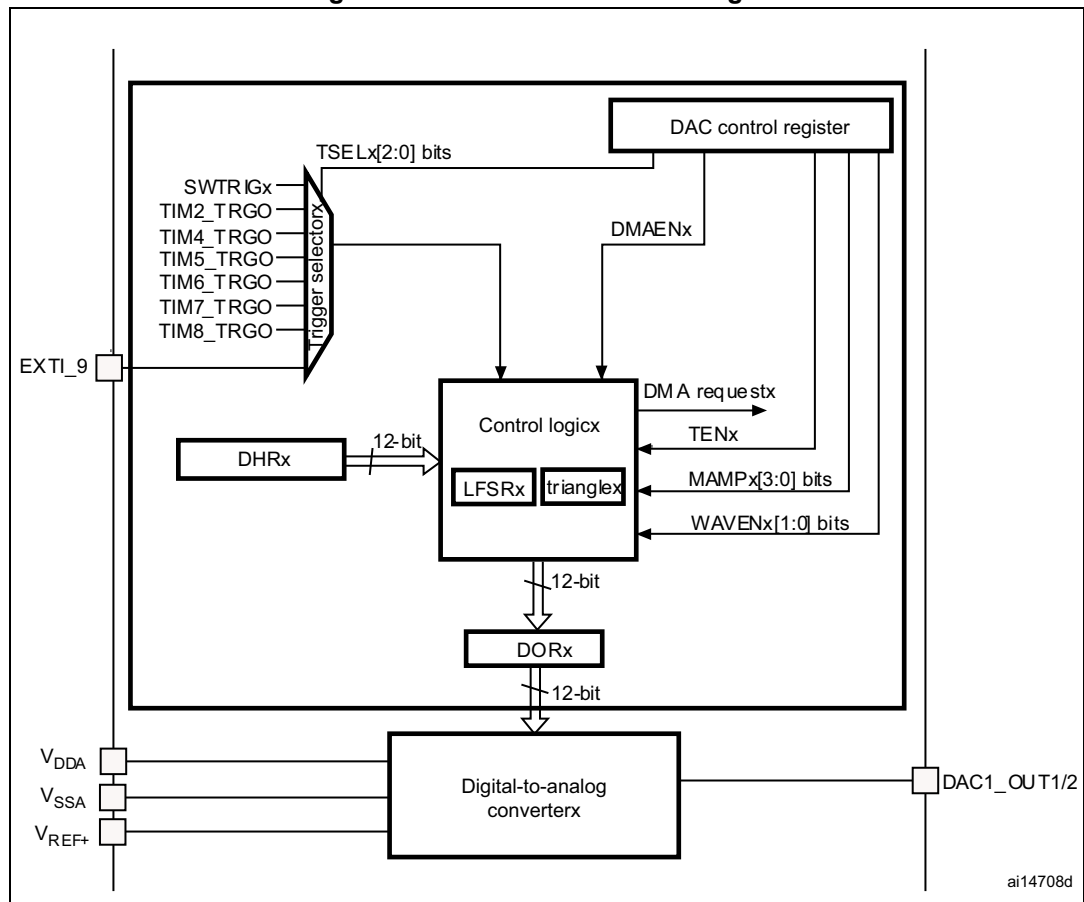 DAC control register
TSELx[2:0] bits
SWTRIGx
TIM2_TRGO
TIM4_TRGO
TIM5_TRGO
TIM6_TRGO
TIM7_TRGO
TIM8_TRGO
Trigger selectorx
DMAENx
EXTI_9
DMA requestx
Control logicx
TENx
12-bit
DHRx
LFSRx
trianglex
MAMPx[3:0] bits
WAVENx[1:0] bits
12-bit
DORx
12-bit
VDDA
VSSA
VREF+
Digital-to-analog
converterx
DAC1_OUT1/2
ai14708d